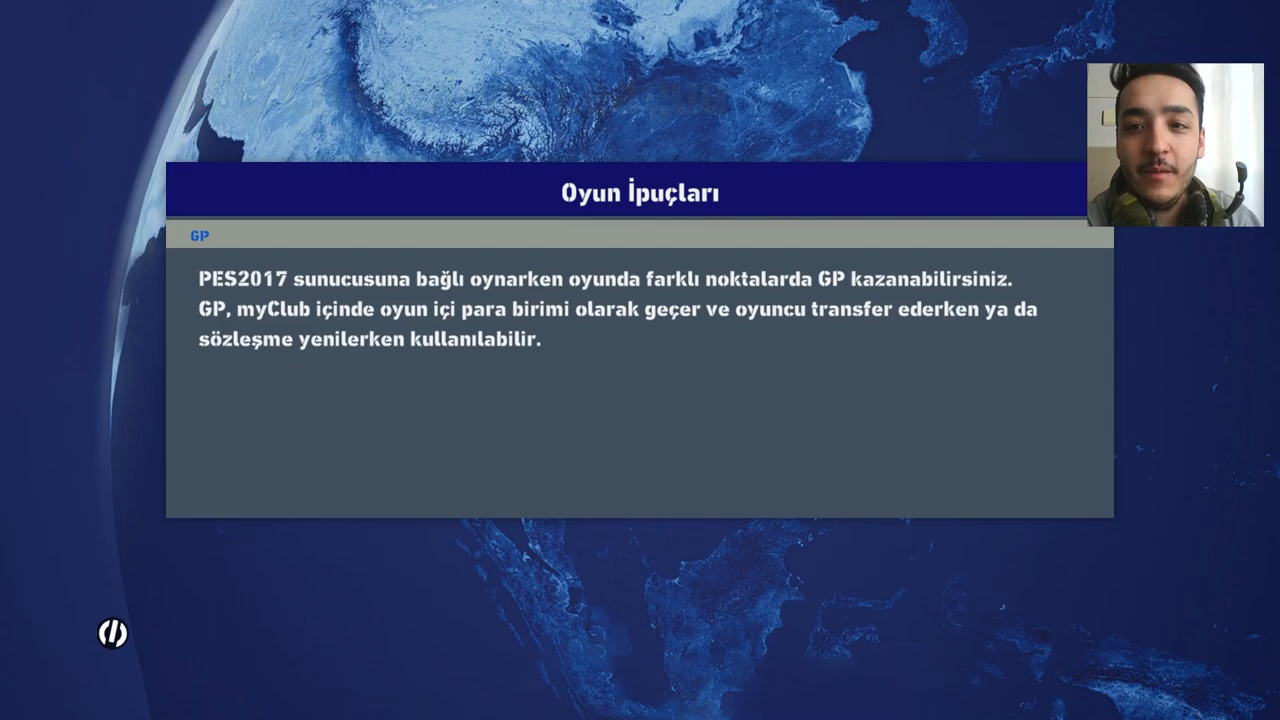 Oyun İpuçları
GP
PES2017 sunucusuna bağlı oynarken oyunda farklı noktalarda GP kazanabilirsiniz.
GP, myClub içinde oyun içi para birimi olarak geçer ve oyuncu transfer ederken ya da
sözleşme yenilerken kullanılabilir.